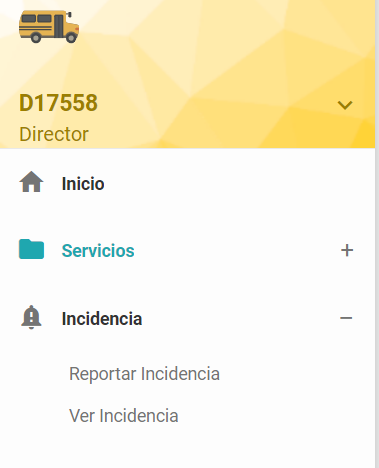 D17558
Director
Inicio
Servicios
Incidencia
Reportar Incidencia
Ver Incidencia